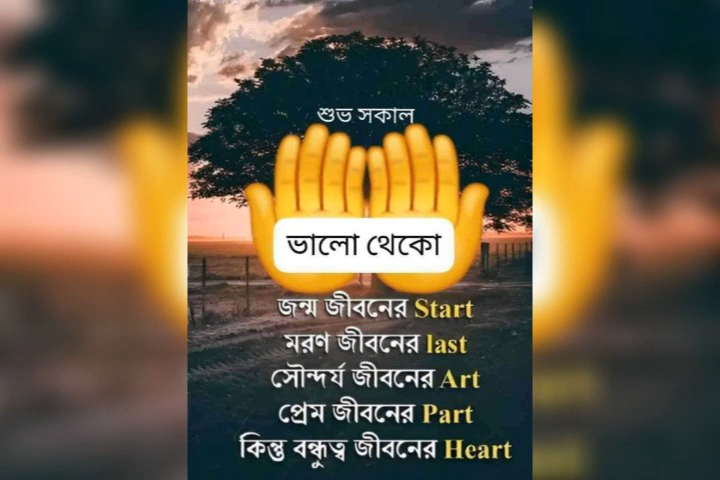 শুভ সকাল
ভালো থেকো
জন্ম জীবনের Start
মরণ জীবনের last
সৌন্দর্য জীবনের Art
প্রেম জীবনের Part
কিন্তু বন্ধুত্ব জীবনের Heart